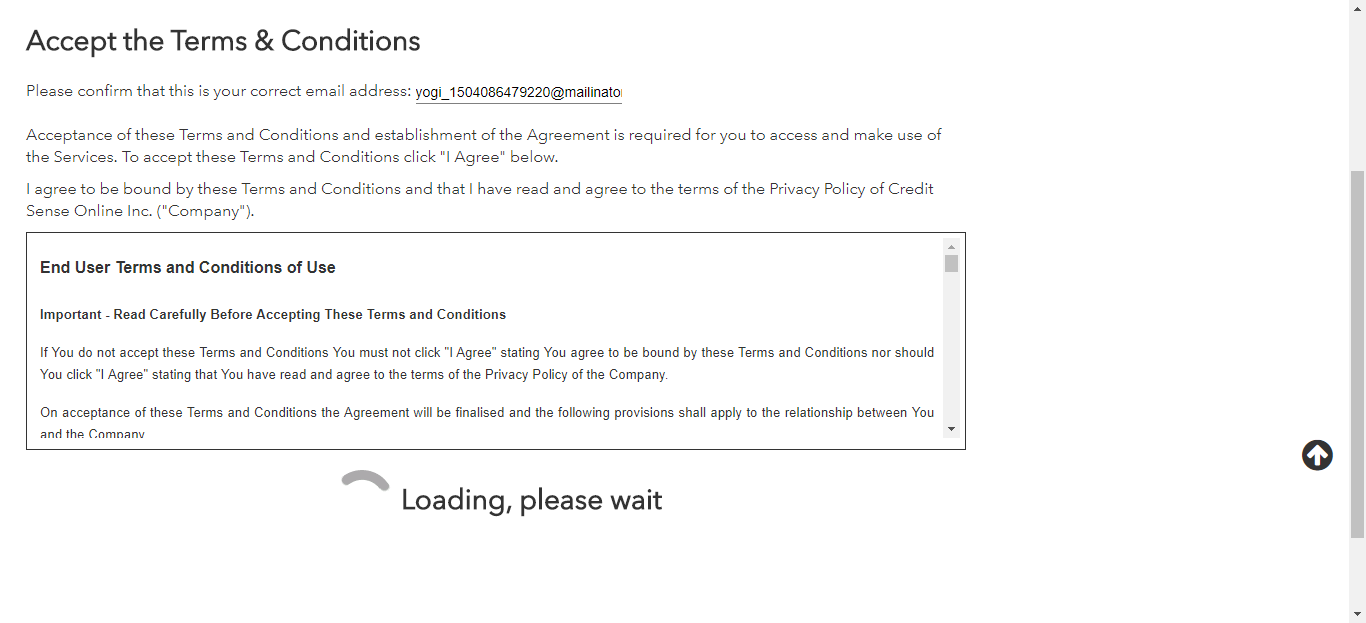 Accept the Terms & Conditions
Please confirm that this is your correct email address: yogi_1504086479220@mailinato
Acceptance of these Terms and Conditions and establishment of the Agreement is required for you to access and make use of
the Services. To accept these Terms and Conditions click "I Agree" below.
I agree to be bound by these Terms and Conditions and that I have read and agree to the terms of the Privacy Policy of Credit
Sense Online Inc. ("Company").
End User Terms and Conditions of Use
Important - Read Carefully Before Accepting These Terms and Conditions
If You do not accept these Terms and Conditions You must not click "I Agree" stating You agree to be bound by these Terms and Conditions nor should
You click "I Agree" stating that You have read and agree to the terms of the Privacy Policy of the Company.
On acceptance of these Terms and Conditions the Agreement will be finalised and the following provisions shall apply to the relationship between You
and the Company
Loading, please wait